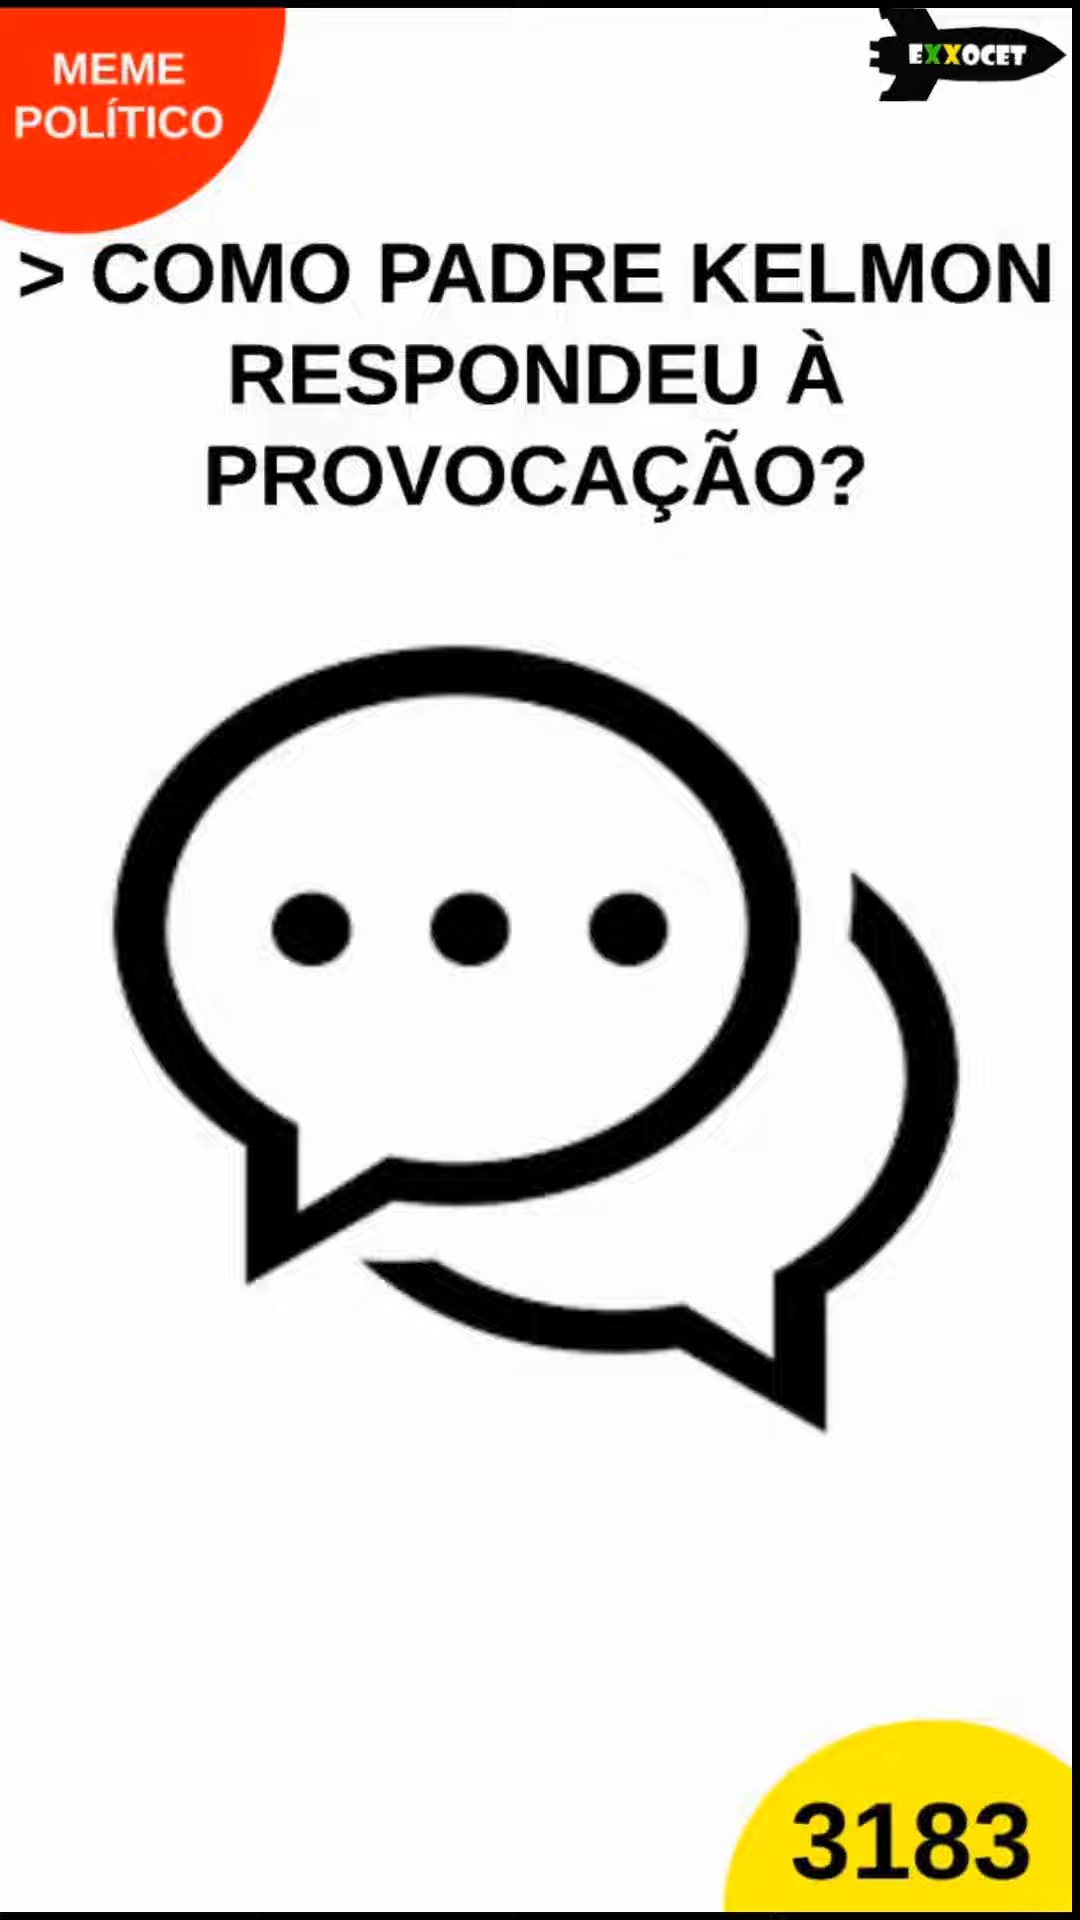 MEME
POLÍTICO
EXXOCET
> COMO PADRE KELMON
RESPONDEU À
PROVOCAÇÃO?
3183